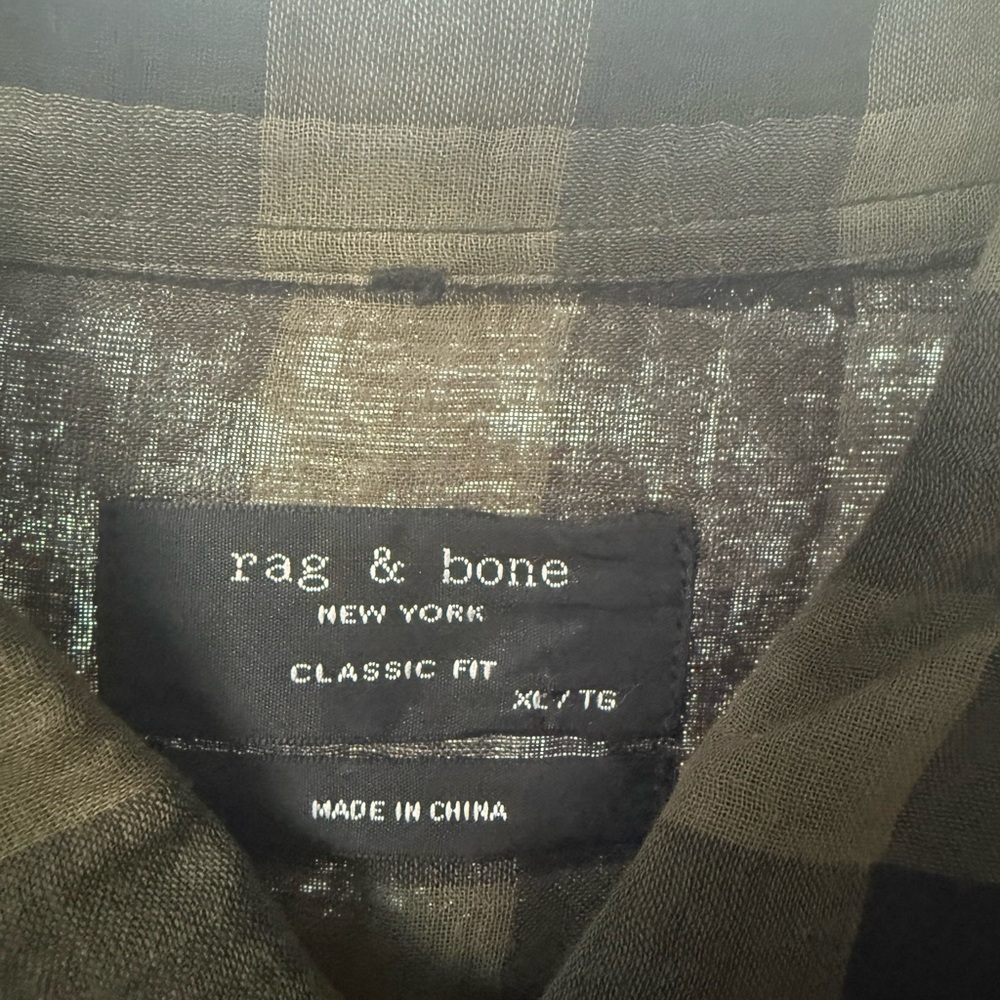 rag & bone
NEW YORK
CLASSIC FIT
XL / TG
MADE IN CHINA